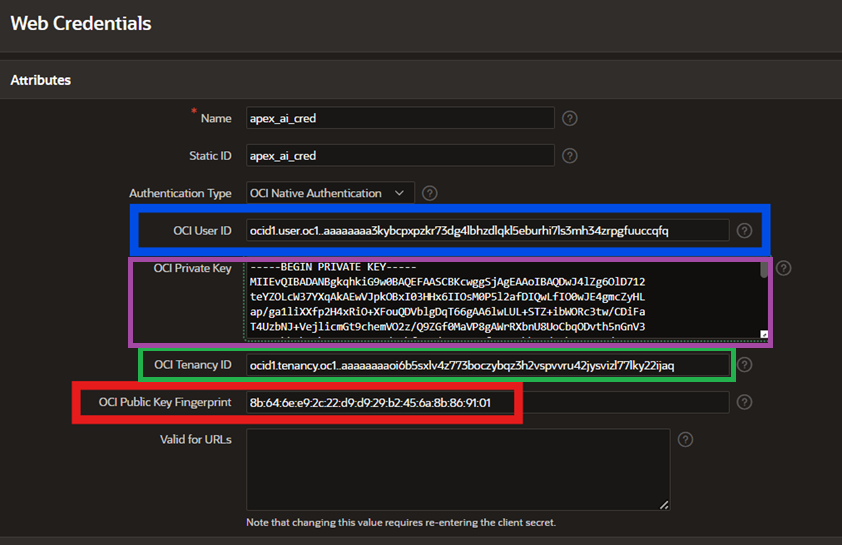 Web Credentials
Attributes
* Name apex_ai_cred ?
Static ID apex_ai_cred ?
Authentication Type OCI Native Authentication ?
OCI User ID ocid1.user.oc1..aaaaaaaa3kybcpxpzkr73dg4lbhzdlqkl5eburhi7ls3mh34zrpgfuuccqfq ?
OCI Private Key -----BEGIN PRIVATE KEY----- ?
MIIEvQIBADANBgkqhkiG9w0BAQEFAASCBKcwggSjAgEAAoIBAQDwJ4lZg6OlD712
teYZOLcW37YXqAkAEwVJpkOBxI03HHx6IIOsM0P5l2afDIQwLfIO0wJE4gmcZyHL
ap/ga1liXXfp2H4xRiO+XFouQDVblgDqT66gAA6lwLUL+STZ+ibWORc3tw/CDiFa
T4UzbNJ+VejlicmGt9chemVO2z/Q9ZGf0MaVP8gAWrRXbnU8UoCbqODvth5nGnV3
OCI Tenancy ID ocid1.tenancy.oc1..aaaaaaaaoi6b5sxlv4z773boczybqz3h2vspvvru42jysvizl77lky22ijaq ?
OCI Public Key Fingerprint 8b:64:6e:e9:2c:22:d9:d9:29:b2:45:6a:8b:86:91:01 ?
Valid for URLs ?
Note that changing this value requires re-entering the client secret.